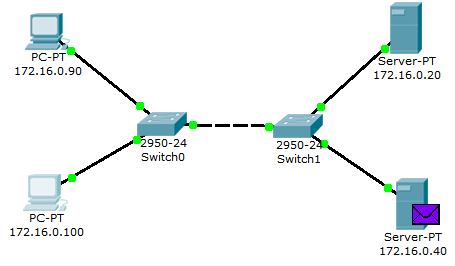 PC-PT
172.16.0.90
Server-PT
172.16.0.20
2950-24
Switch0
2950-24
Switch1
PC-PT
172.16.0.100
Server-PT
172.16.0.40